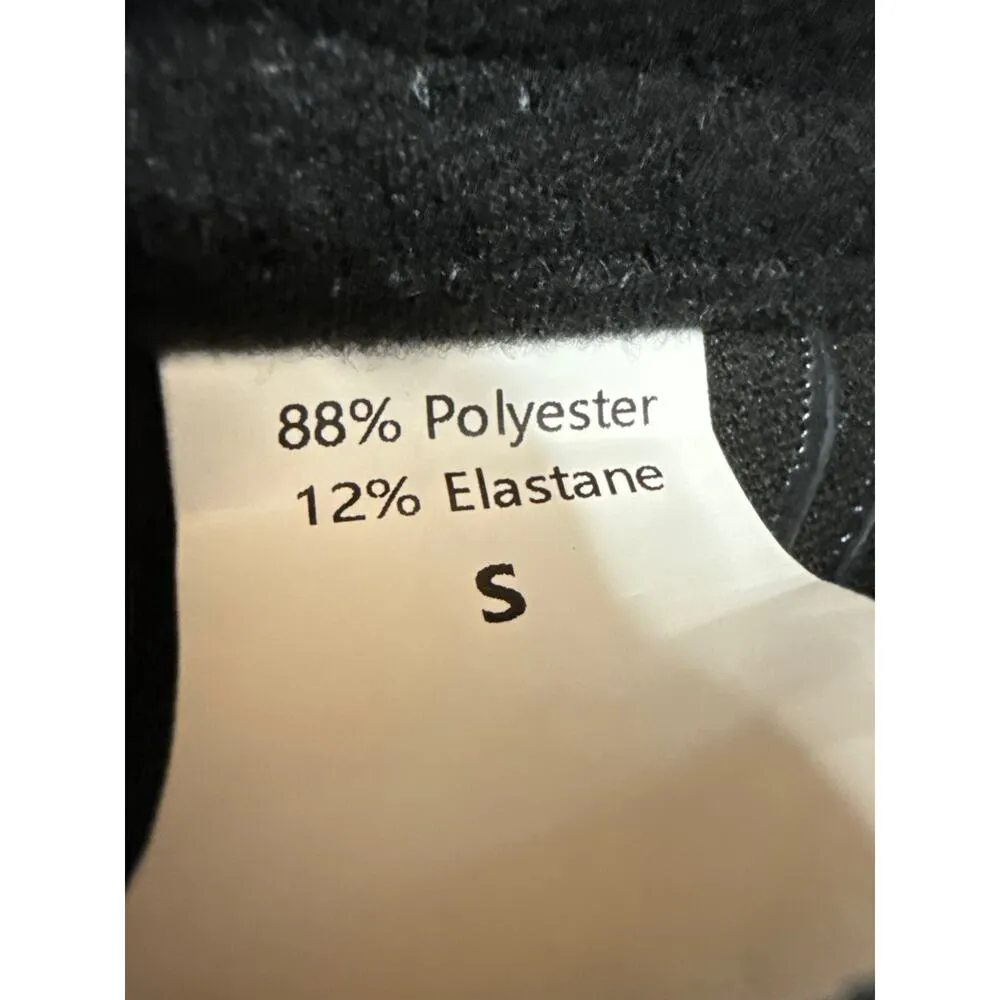 88% Polyester
12% Elastane
S